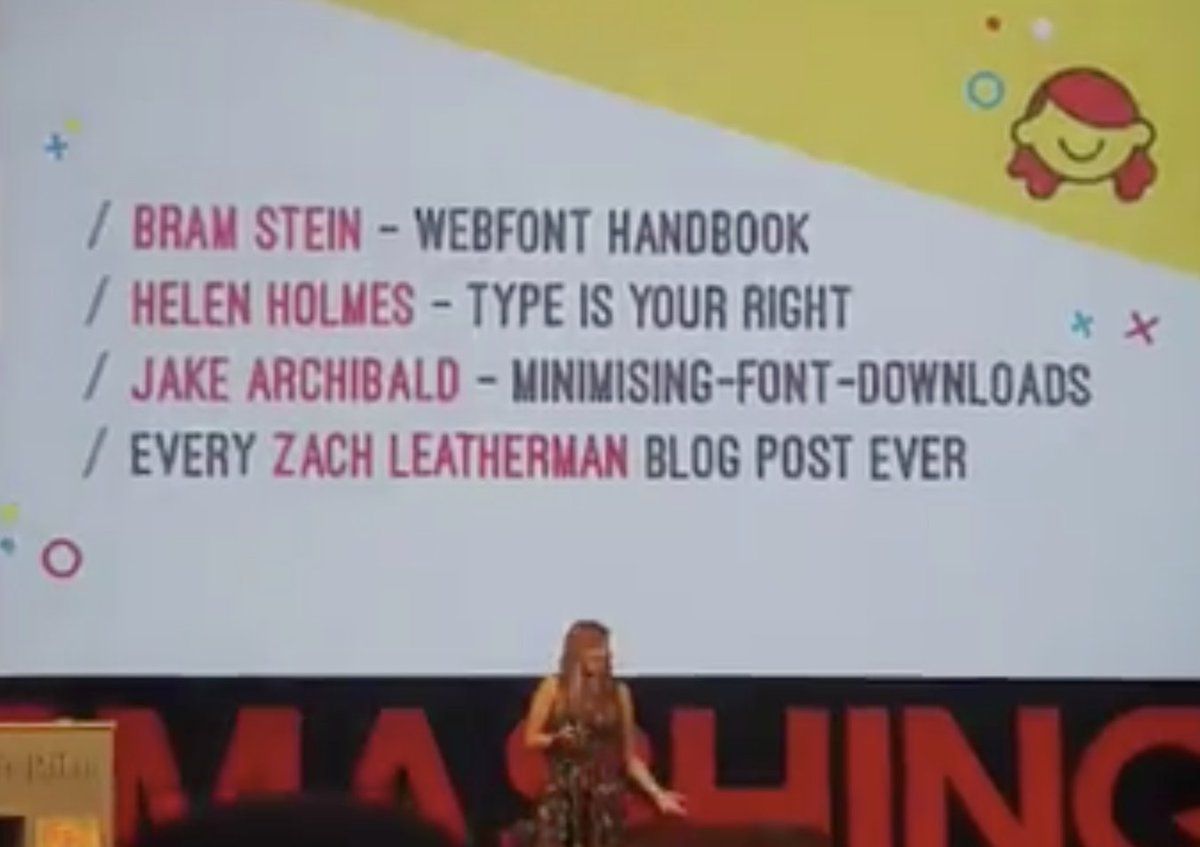 / BRAM STEIN - WEBFONT HANDBOOK
/ HELEN HOLMES - TYPE IS YOUR RIGHT
/ JAKE ARCHIBALD - MINIMISING-FONT-DOWNLOADS
/ EVERY ZACH LEATHERMAN BLOG POST EVER
SMASHING